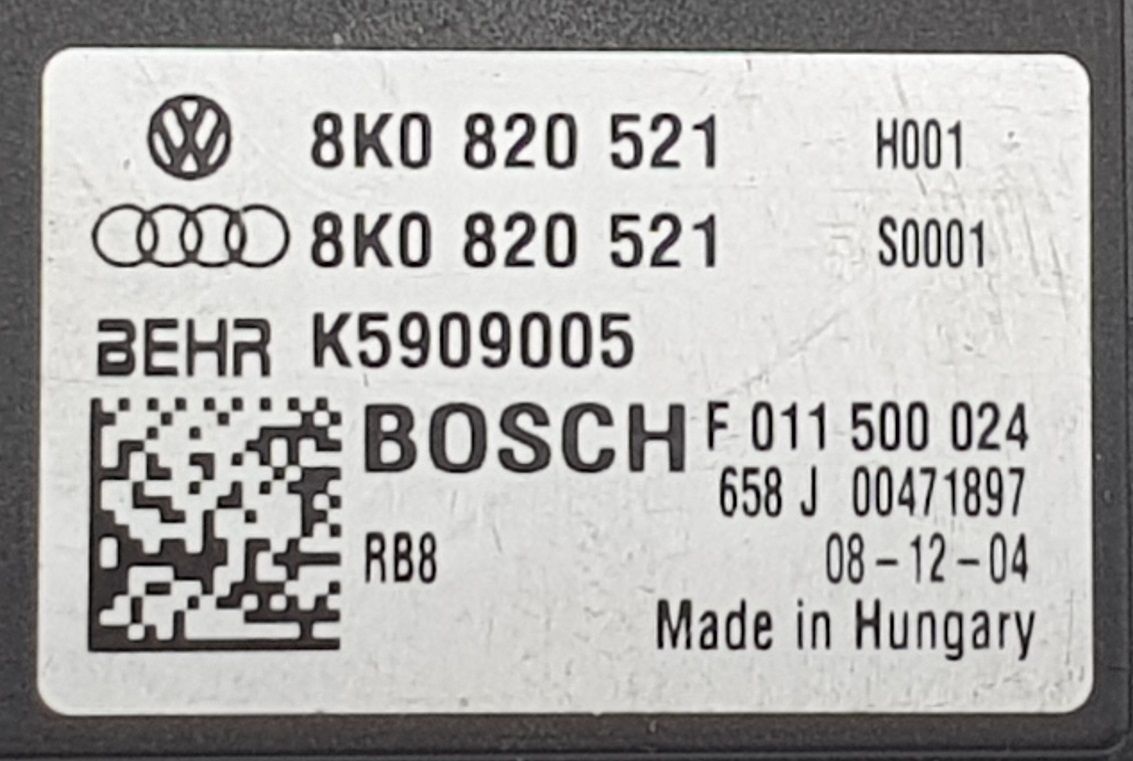 8K0 820 521 H001
8K0 820 521 S0001
BEHR K5909005
BOSCH F 011 500 024
658 J 00471897
RB8 08-12-04
Made in Hungary